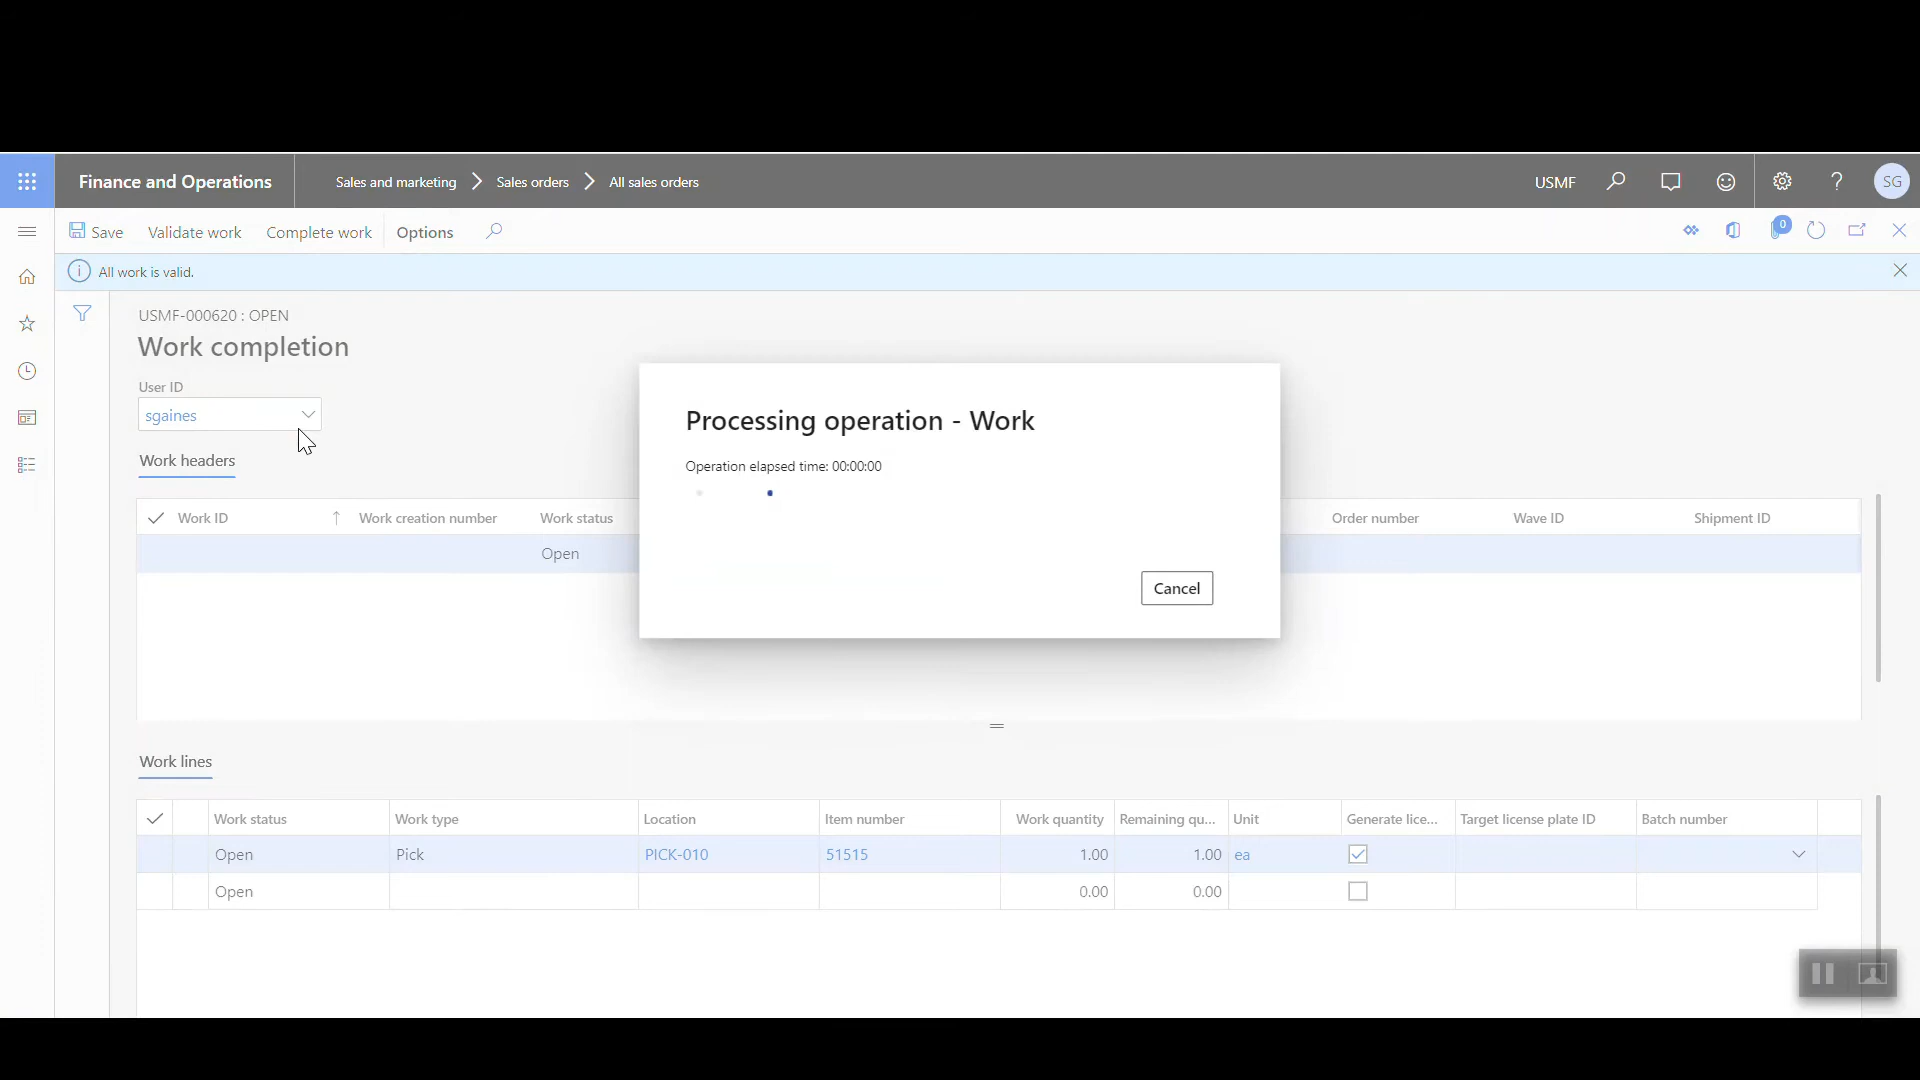 Finance and Operations
Sales and marketing Sales orders All sales orders
USMF
?
SG
Save Validate work Complete work Options
0
All work is valid.
USMF-000620 : OPEN
Work completion
User ID
sgaines
Work headers
Work ID Work creation number Work status Order number Wave ID Shipment ID
Open
Processing operation - Work
Operation elapsed time: 00:00:00
Cancel
Work lines
Work status Work type Location Item number Work quantity Remaining qu... Unit Generate lice... Target license plate ID Batch number
Open Pick PICK-010 51515 1.00 1.00 ea
Open 0.00 0.00